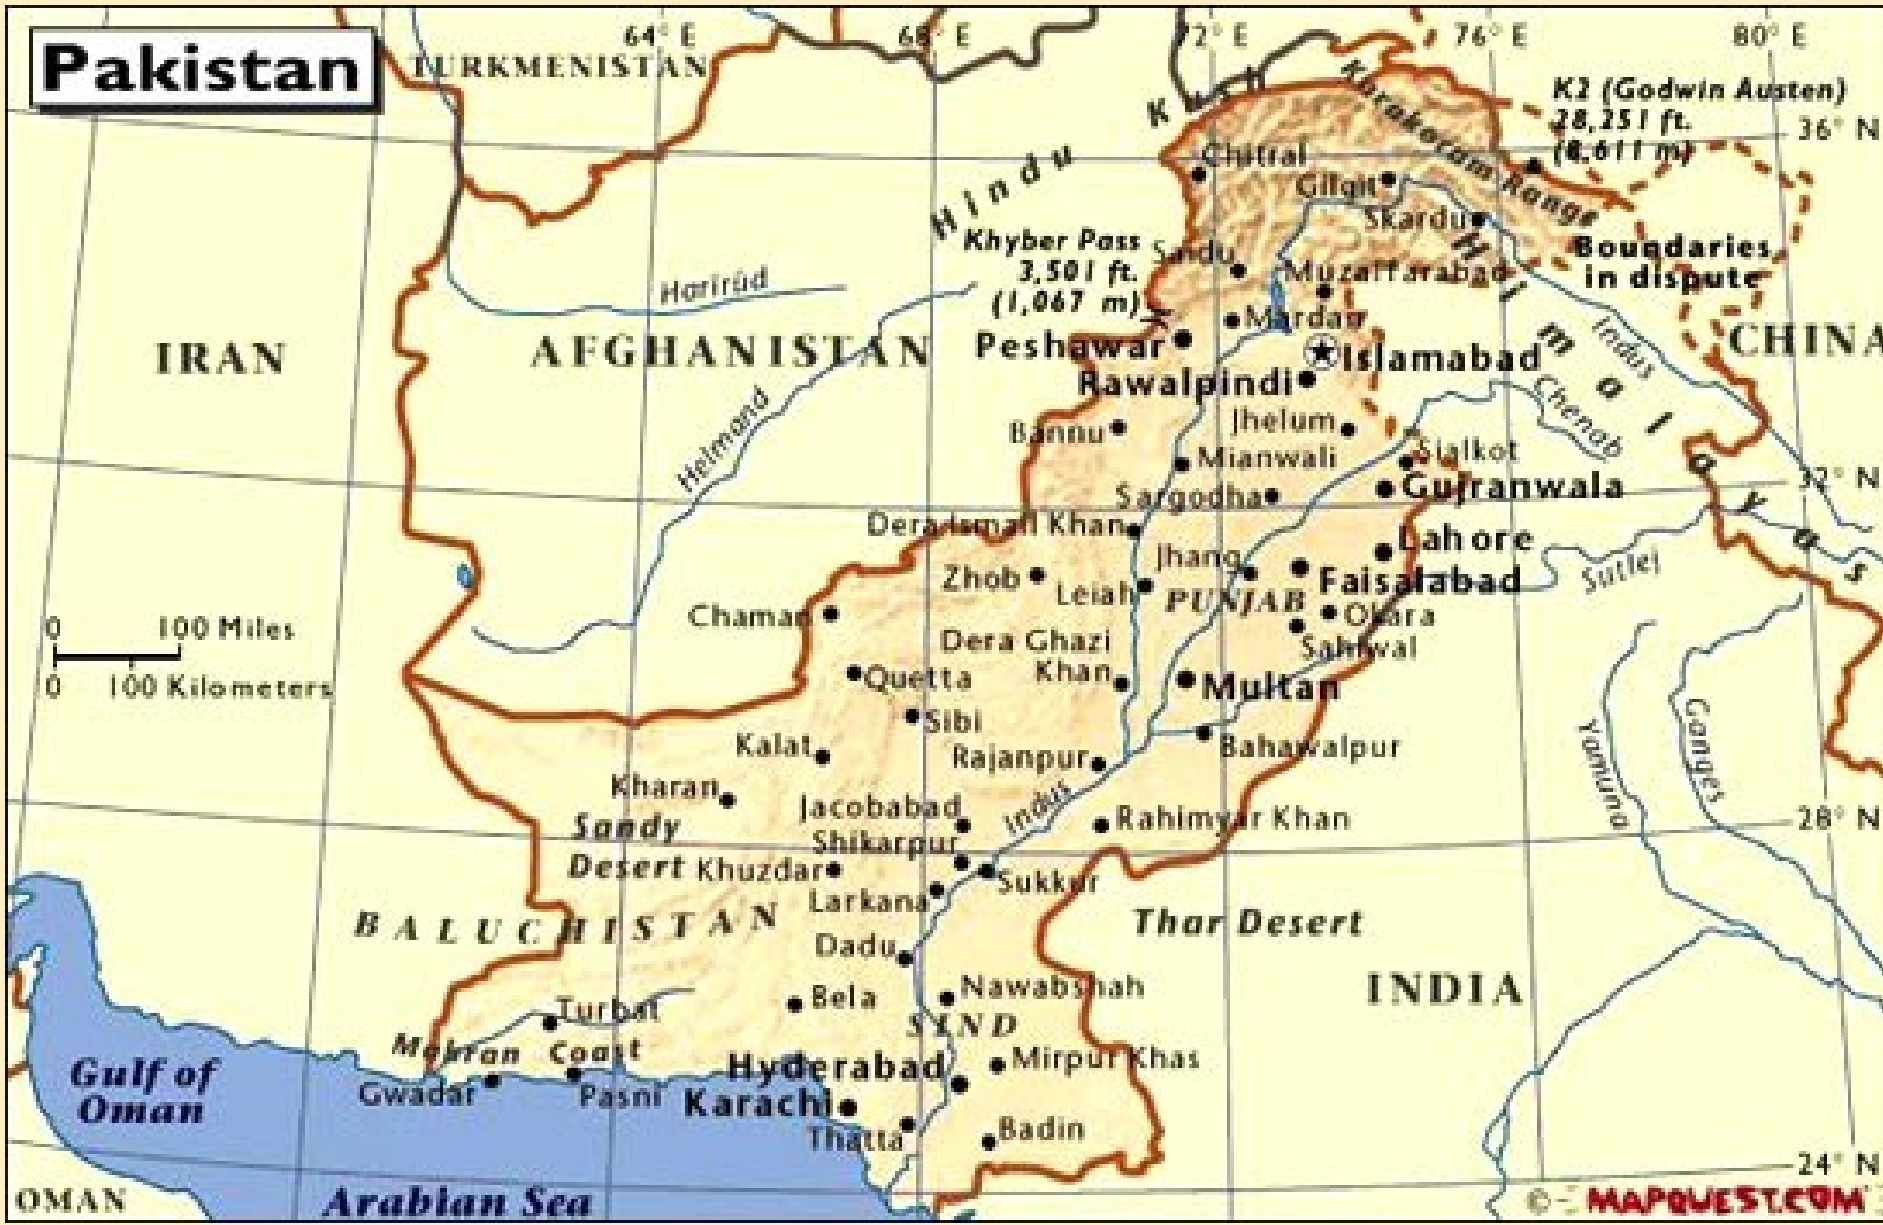 Pakistan
64° E
68° E
72° E
76° E
80° E
TURKMENISTAN
K2 (Godwin Austen)
28,251 ft.
(8,611 m)
36° N
Hindu Kush
Khrakoram Range
Chitral
Gilgit
Skardu
Khyber Pass
3,501 ft.
(1,067 m)
Saidu
Muzaffarabad
Boundaries
in dispute
Harirud
Mardan
IRAN
AFGHANISTAN
Peshawar
Islamabad
Himalayas
Indus
CHINA
Rawalpindi
Chenab
Helmand
Bannu
Jhelum
Mianwali
Sialkot
32° N
Sargodha
Gujranwala
Dera Ismail Khan
Lahore
Jhang
Zhob
Leiah
Faisalabad
Sutlej
PUNJAB
Chaman
Okara
0 100 Miles
0 100 Kilometers
Dera Ghazi
Khan
Sahiwal
Quetta
Multan
Sibi
Kalat
Rajanpur
Bahawalpur
Yamuna
Ganges
Kharan
Jacobabad
Indus
Rahimyar Khan
28° N
Sandy
Desert
Shikarpur
Khuzdar
Sukkur
Larkana
BALUCHISTAN
Thar Desert
Dadu
Nawabshah
INDIA
Bela
Turbat
SIND
Makran Coast
Mirpur Khas
Gulf of
Oman
Hyderabad
Gwadar
Pasni
Karachi
Thatta
Badin
24° N
OMAN
Arabian Sea
© - MAPQUEST.COM